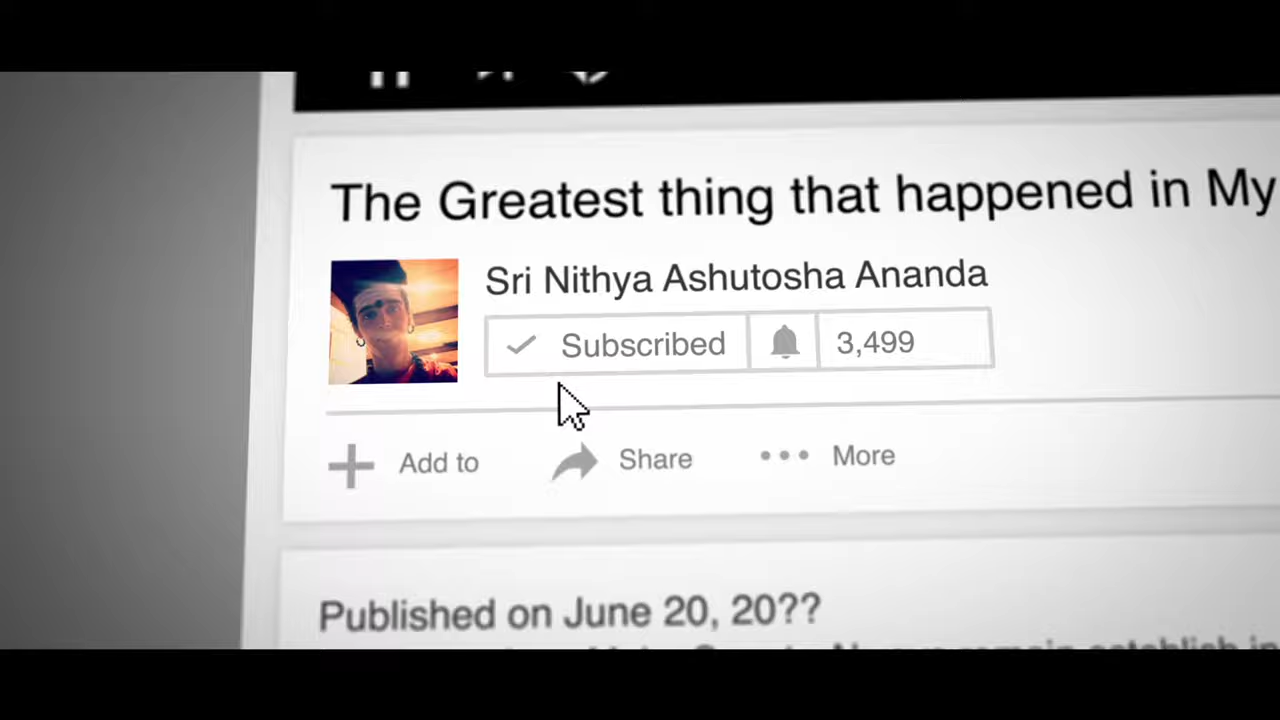 The Greatest thing that happened in My
Sri Nithya Ashutosha Ananda
Subscribed 3,499
Add to Share More
Published on June 20, 20??